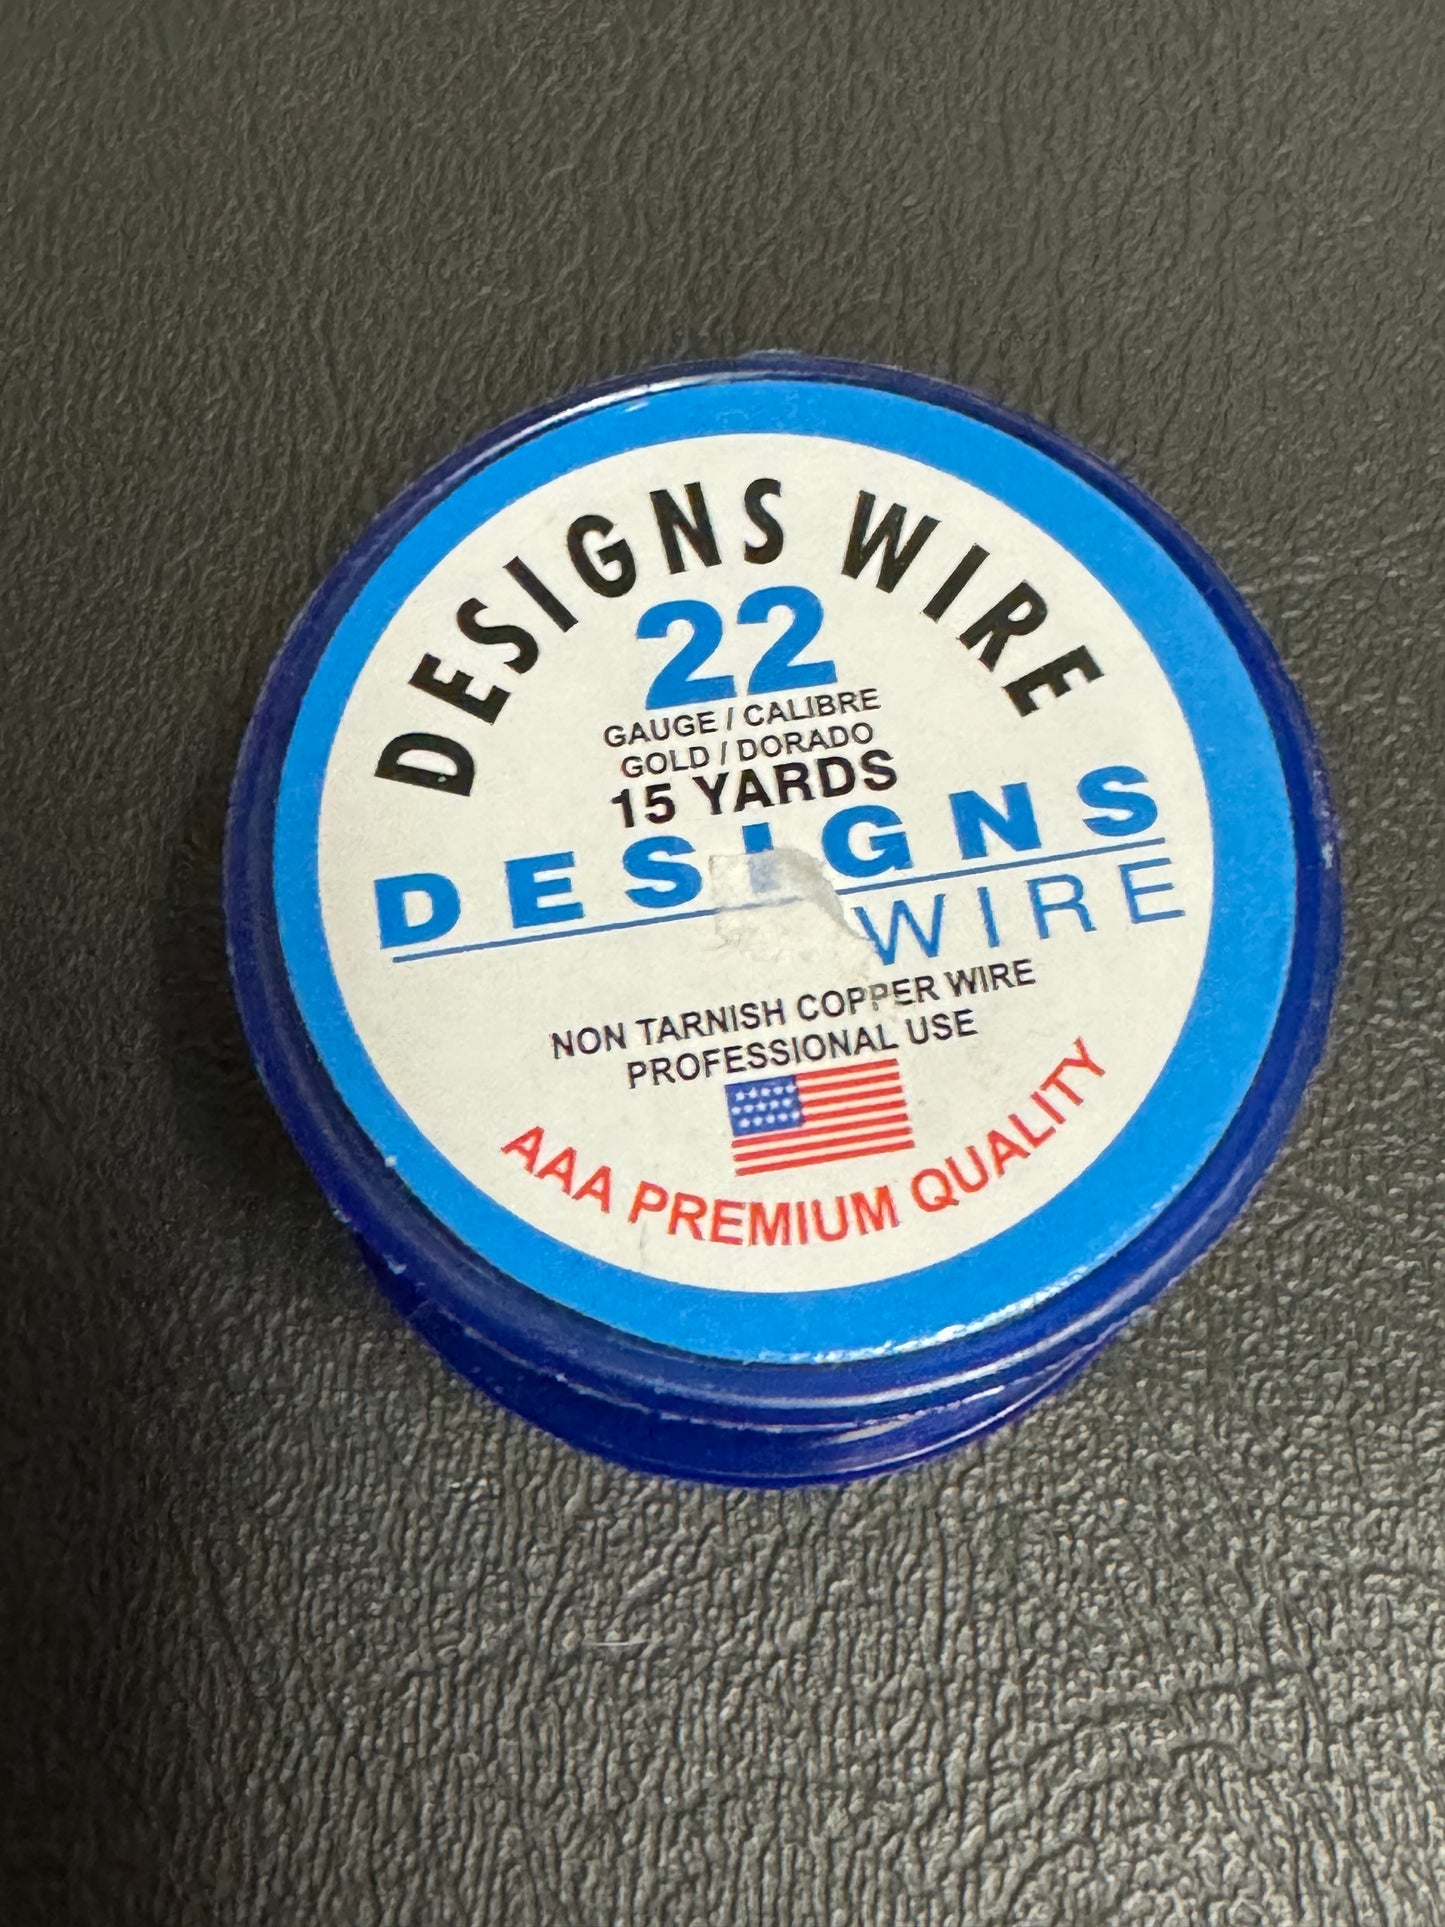 DESIGNS WIRE
22
GAUGE / CALIBRE
GOLD / DORADO
15 YARDS
DESIGNS
WIRE
NON TARNISH COPPER WIRE
PROFESSIONAL USE
AAA PREMIUM QUALITY